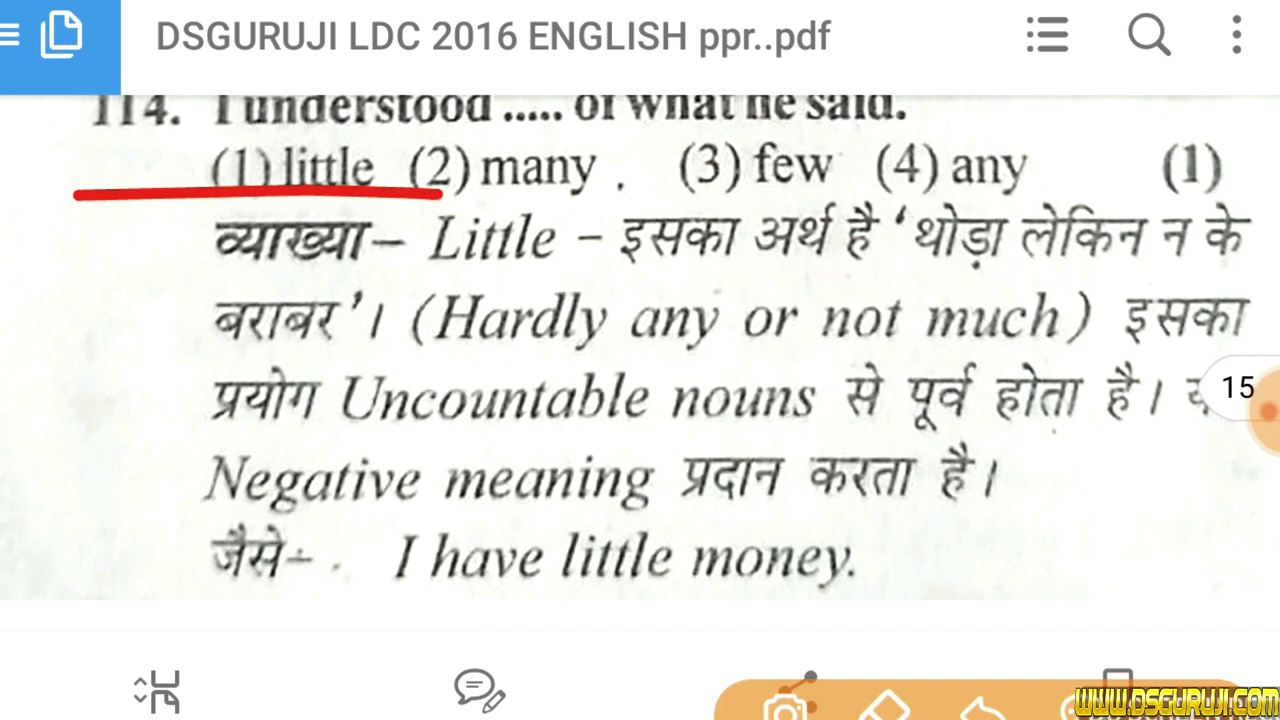 DSGURUJI LDC 2016 ENGLISH ppr..pdf
114. I understood ..... of what he said.
(1) little (2) many . (3) few (4) any (1)
व्याख्या – Little – इसका अर्थ है ‘थोड़ा लेकिन न के
बराबर’। (Hardly any or not much) इसका
प्रयोग Uncountable nouns से पूर्व होता है।
15
Negative meaning प्रदान करता है।
जैसे– . I have little money.
WWW.DSGURUJI.COM